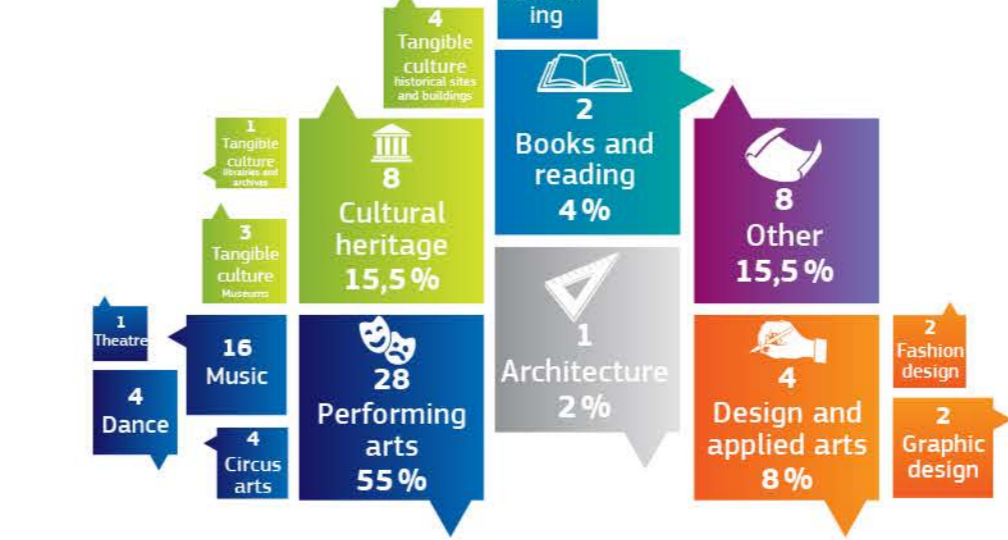 4
Tangible
culture
historical sites
and buildings
ing
2
Books and
reading
4 %
1
Tangible
culture
librairies and
archives
8
Cultural
heritage
15,5 %
8
Other
15,5 %
3
Tangible
culture
Museums
1
Theatre
16
Music
4
Dance
4
Circus
arts
28
Performing
arts
55 %
1
Architecture
2 %
4
Design and
applied arts
8 %
2
Fashion
design
2
Graphic
design